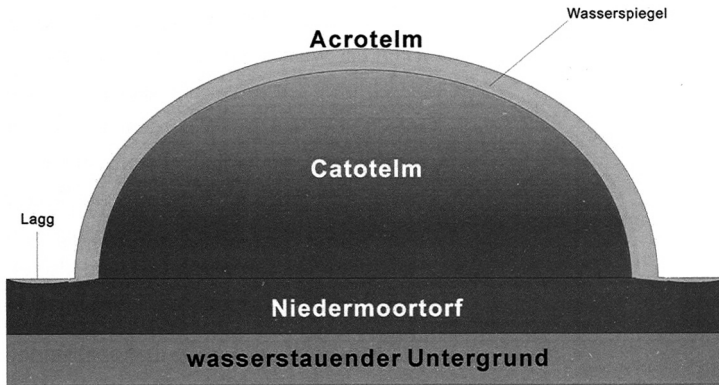 Wasserspiegel
Acrotelm
Catotelm
Lagg
Niedermoortorf
wasserstauender Untergrund